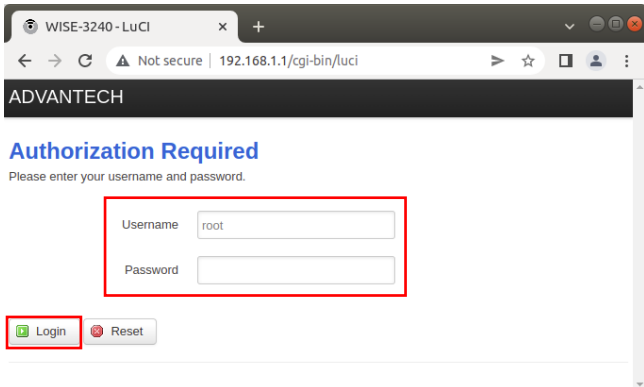 WISE-3240 - LuCI
Not secure | 192.168.1.1/cgi-bin/luci
ADVANTECH
Authorization Required
Please enter your username and password.
Username root
Password
Login Reset